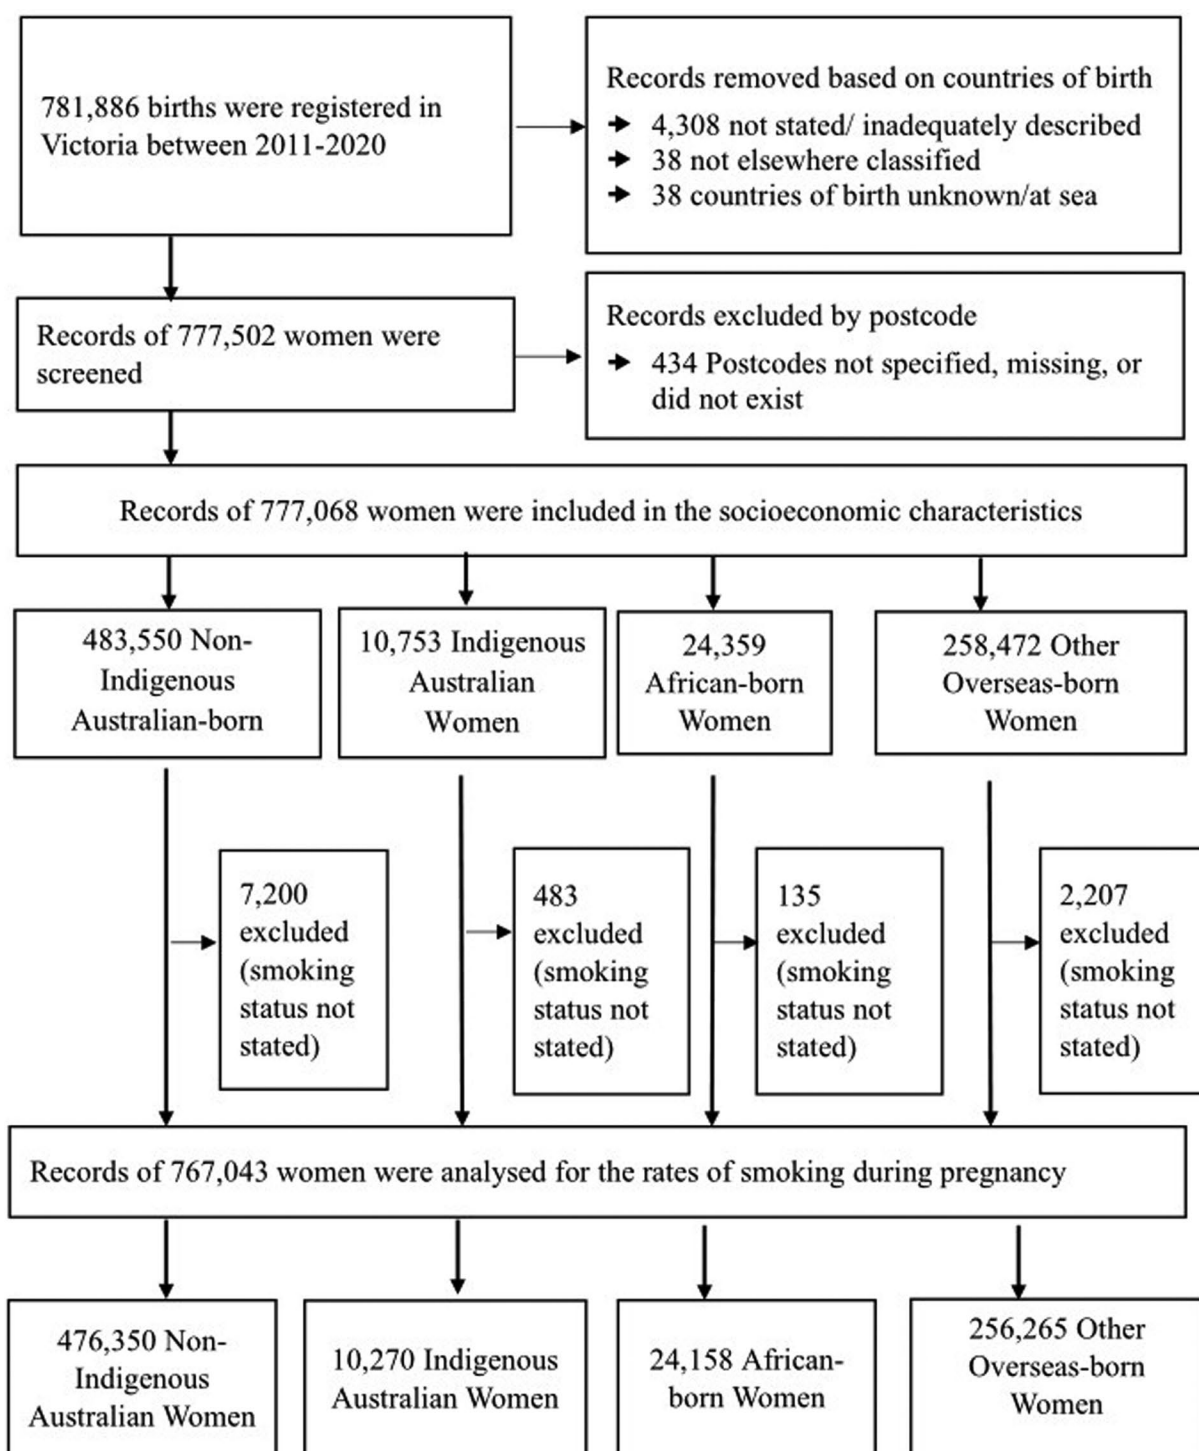 781,886 births were registered in
Victoria between 2011-2020
Records removed based on countries of birth
➔ 4,308 not stated/ inadequately described
➔ 38 not elsewhere classified
➔ 38 countries of birth unknown/at sea
Records of 777,502 women were
screened
Records excluded by postcode
➔ 434 Postcodes not specified, missing, or
did not exist
Records of 777,068 women were included in the socioeconomic characteristics
483,550 Non-
Indigenous
Australian-born
10,753 Indigenous
Australian
Women
24,359
African-born
Women
258,472 Other
Overseas-born
Women
7,200
excluded
(smoking
status not
stated)
483
excluded
(smoking
status not
stated)
135
excluded
(smoking
status not
stated)
2,207
excluded
(smoking
status not
stated)
Records of 767,043 women were analysed for the rates of smoking during pregnancy
476,350 Non-
Indigenous
Australian Women
10,270 Indigenous
Australian Women
24,158 African-
born Women
256,265 Other
Overseas-born
Women